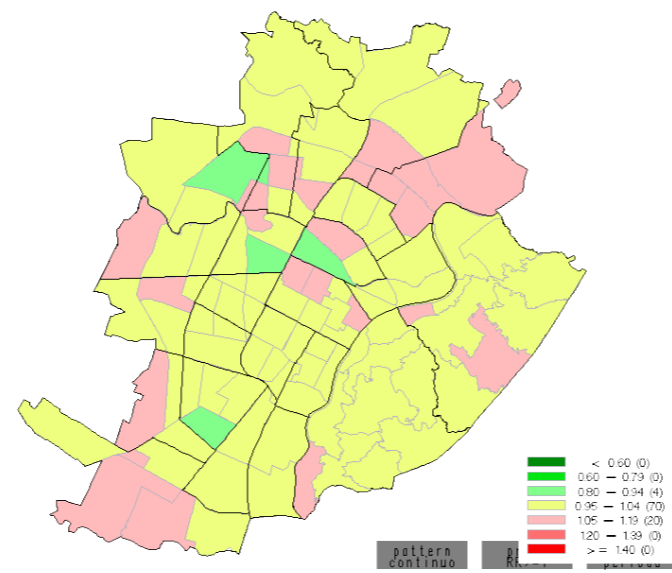 < 0.60 (0)
0.60 – 0.79 (0)
0.80 – 0.94 (4)
0.95 – 1.04 (70)
1.05 – 1.19 (20)
1.20 – 1.39 (0)
>= 1.40 (0)
pattern
continuo